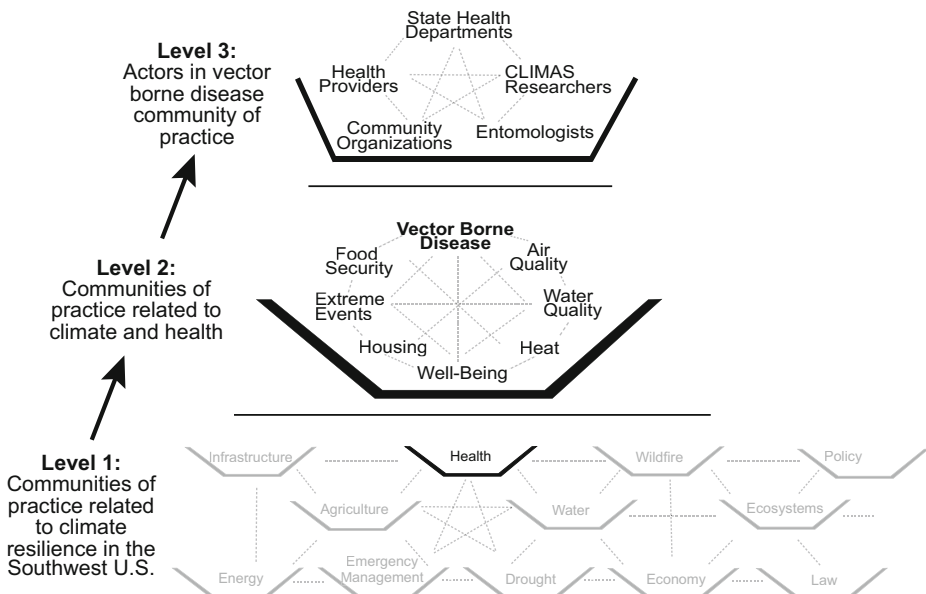 Level 3:
Actors in vector
borne disease
community of
practice
State Health
Departments
Health
Providers
CLIMAS
Researchers
Community
Organizations
Entomologists
Level 2:
Communities of
practice related to
climate and health
Vector Borne
Disease
Food
Security
Air
Quality
Extreme
Events
Water
Quality
Housing
Heat
Well-Being
Level 1:
Communities of
practice related
to climate
resilience in the
Southwest U.S.
Infrastructure
Health
Wildfire
Policy
Agriculture
Water
Ecosystems
Energy
Emergency
Management
Drought
Economy
Law